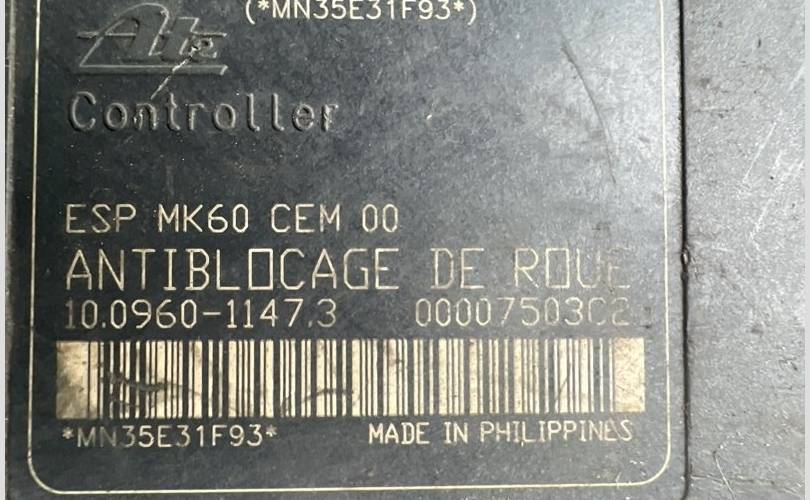 (*MN35E31F93*)
Ate
Controller
ESP MK60 CEM 00
ANTIBLOCAGE DE ROUE
10.0960-1147.3 00007503C2
*MN35E31F93* MADE IN PHILIPPINES